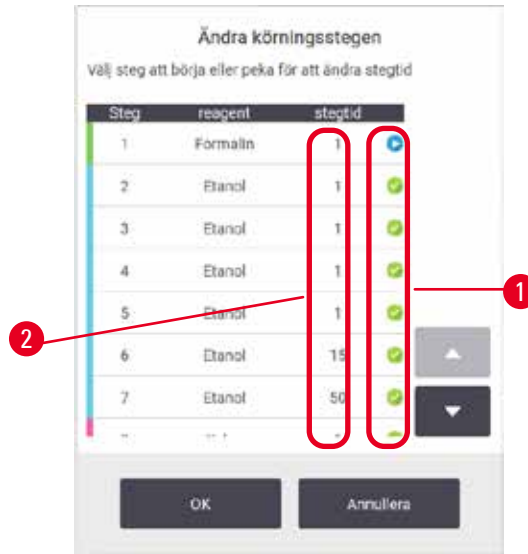 Ändra körningsstegen
Välj steg att börja eller peka för att ändra stegtid
Steg reagent stegtid
1 Formalin 1
2 Etanol 1
3 Etanol 1
4 Etanol 1
5 Etanol 1
6 Etanol 15
7 Etanol 50
OK Annullera
1
2